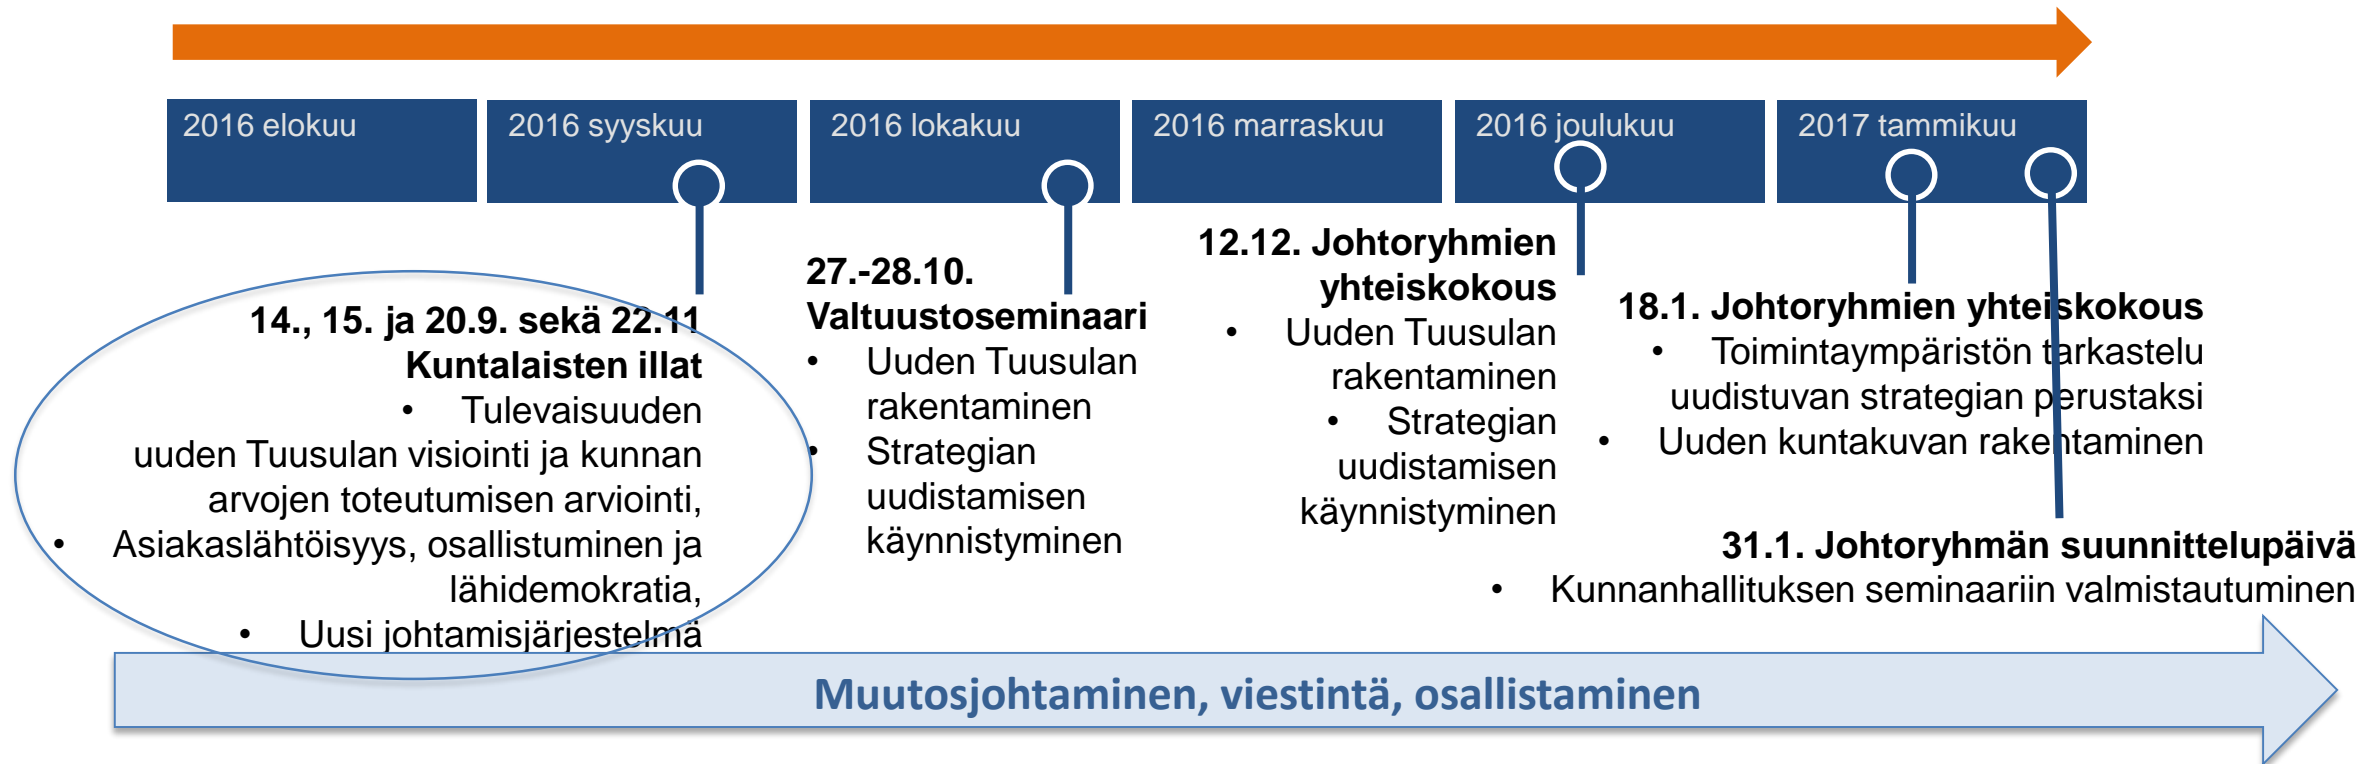 2016 elokuu
2016 syyskuu
2016 lokakuu
2016 marraskuu
2016 joulukuu
2017 tammikuu
14., 15. ja 20.9. sekä 22.11
Kuntalaisten illat
• Tulevaisuuden
uuden Tuusulan visiointi ja kunnan
arvojen toteutumisen arviointi,
• Asiakaslähtöisyys, osallistuminen ja
lähidemokratia,
• Uusi johtamisjärjestelmä
27.-28.10.
Valtuustoseminaari
• Uuden Tuusulan
rakentaminen
• Strategian
uudistamisen
käynnistyminen
12.12. Johtoryhmien
yhteiskokous
• Uuden Tuusulan
rakentaminen
• Strategian
uudistamisen
käynnistyminen
18.1. Johtoryhmien yhteiskokous
• Toimintaympäristön tarkastelu
uudistuvan strategian perustaksi
• Uuden kuntakuvan rakentaminen
31.1. Johtoryhmän suunnittelupäivä
• Kunnanhallituksen seminaariin valmistautuminen
Muutosjohtaminen, viestintä, osallistaminen